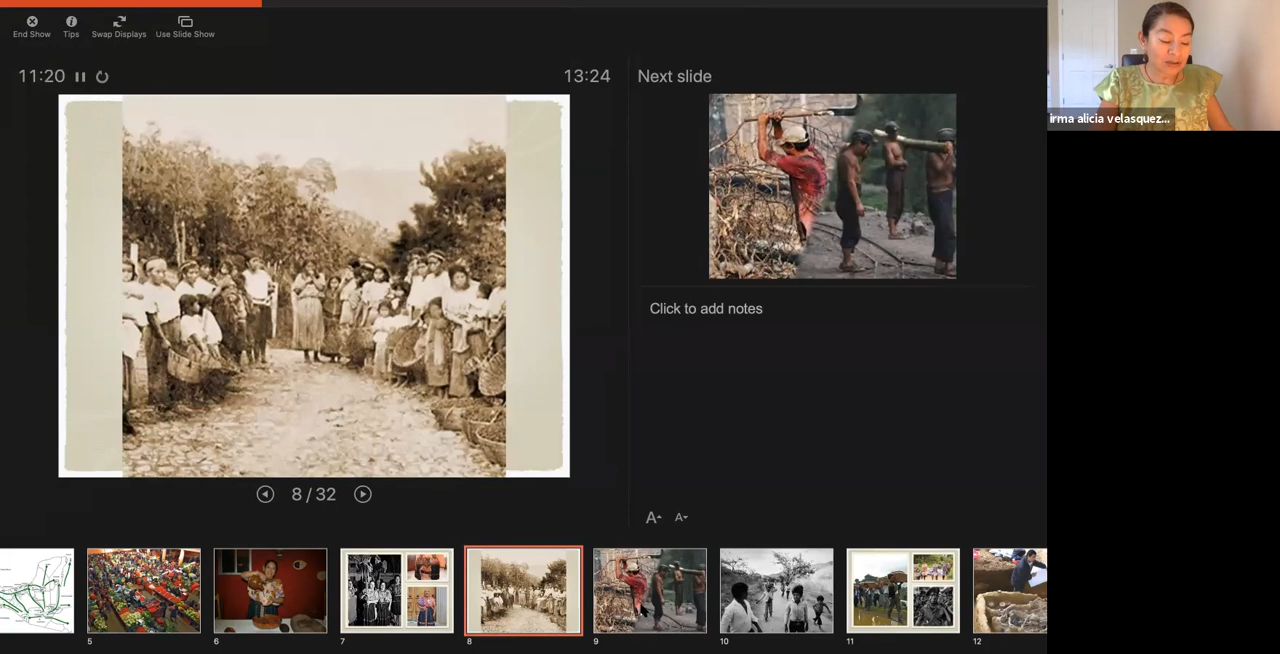 End Show
Tips
Swap Displays
Use Slide Show
11:20
13:24
Next slide
irma alicia velasquez...
Click to add notes
8 / 32
A A
5
6
7
8
9
10
11
12